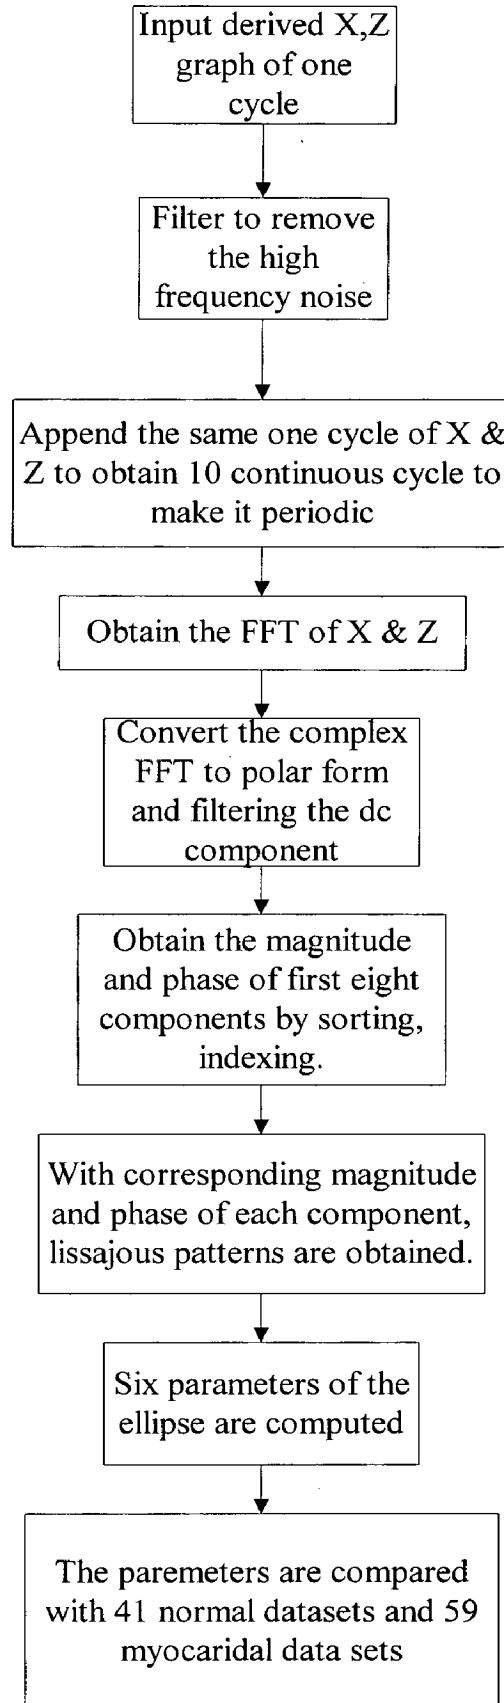 Input derived X,Z
graph of one
cycle
Filter to remove
the high
frequency noise
Append the same one cycle of X &
Z to obtain 10 continuous cycle to
make it periodic
Obtain the FFT of X & Z
Convert the complex
FFT to polar form
and filtering the dc
component
Obtain the magnitude
and phase of first eight
components by sorting,
indexing.
With corresponding magnitude
and phase of each component,
lissajous patterns are obtained.
Six parameters of the
ellipse are computed
The paremeters are compared
with 41 normal datasets and 59
myocaridal data sets